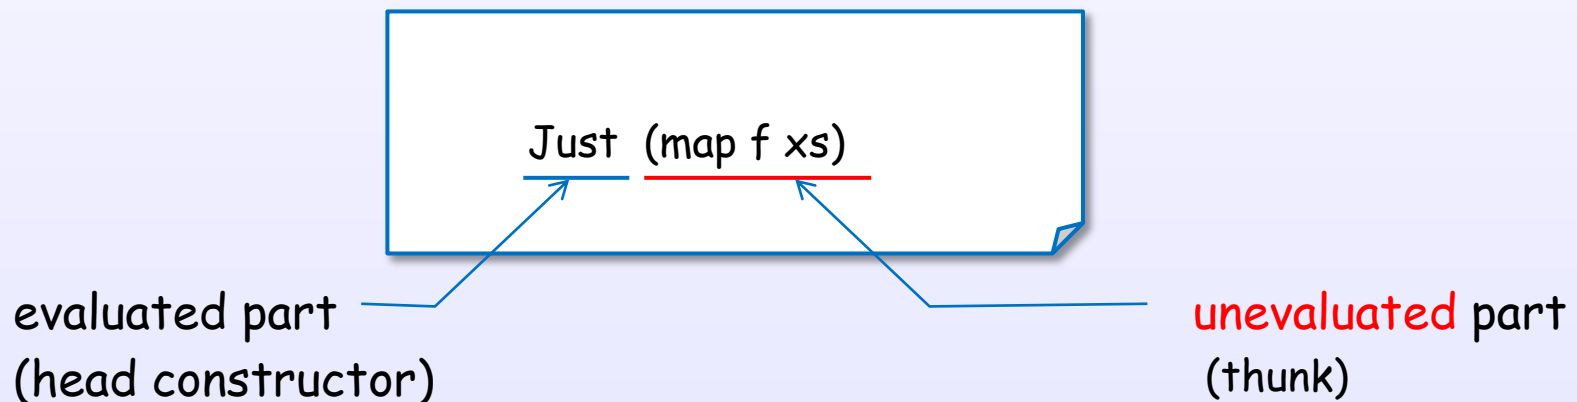 Just (map f xs)
evaluated part
(head constructor)
unevaluated part
(thunk)